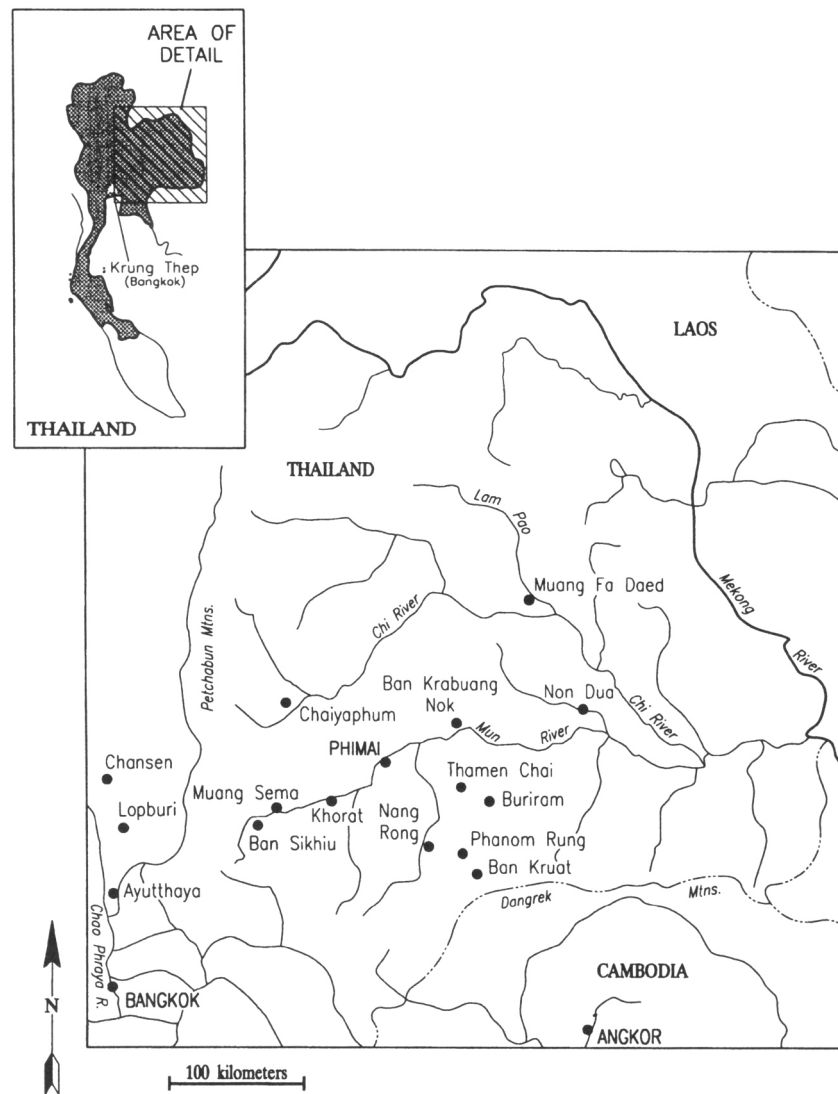 AREA OF
DETAIL
Krung Thep
(Bangkok)
THAILAND
LAOS
THAILAND
Lam
Pao
Muang Fa Daed
Mekong
River
Petchabun Mtns.
Chi River
Chaiyaphum
Ban Krabuang
Nok
Non Dua
Chi River
Mun
River
PHIMAI
Chansen
Lopburi
Muang Sema
Khorat
Ban Sikhiu
Nang
Rong
Thamen Chai
Buriram
Phanom Rung
Ban Kruat
Ayutthaya
Dangrek
Mtns.
Chao Phraya R.
BANGKOK
CAMBODIA
ANGKOR
N
100 kilometers